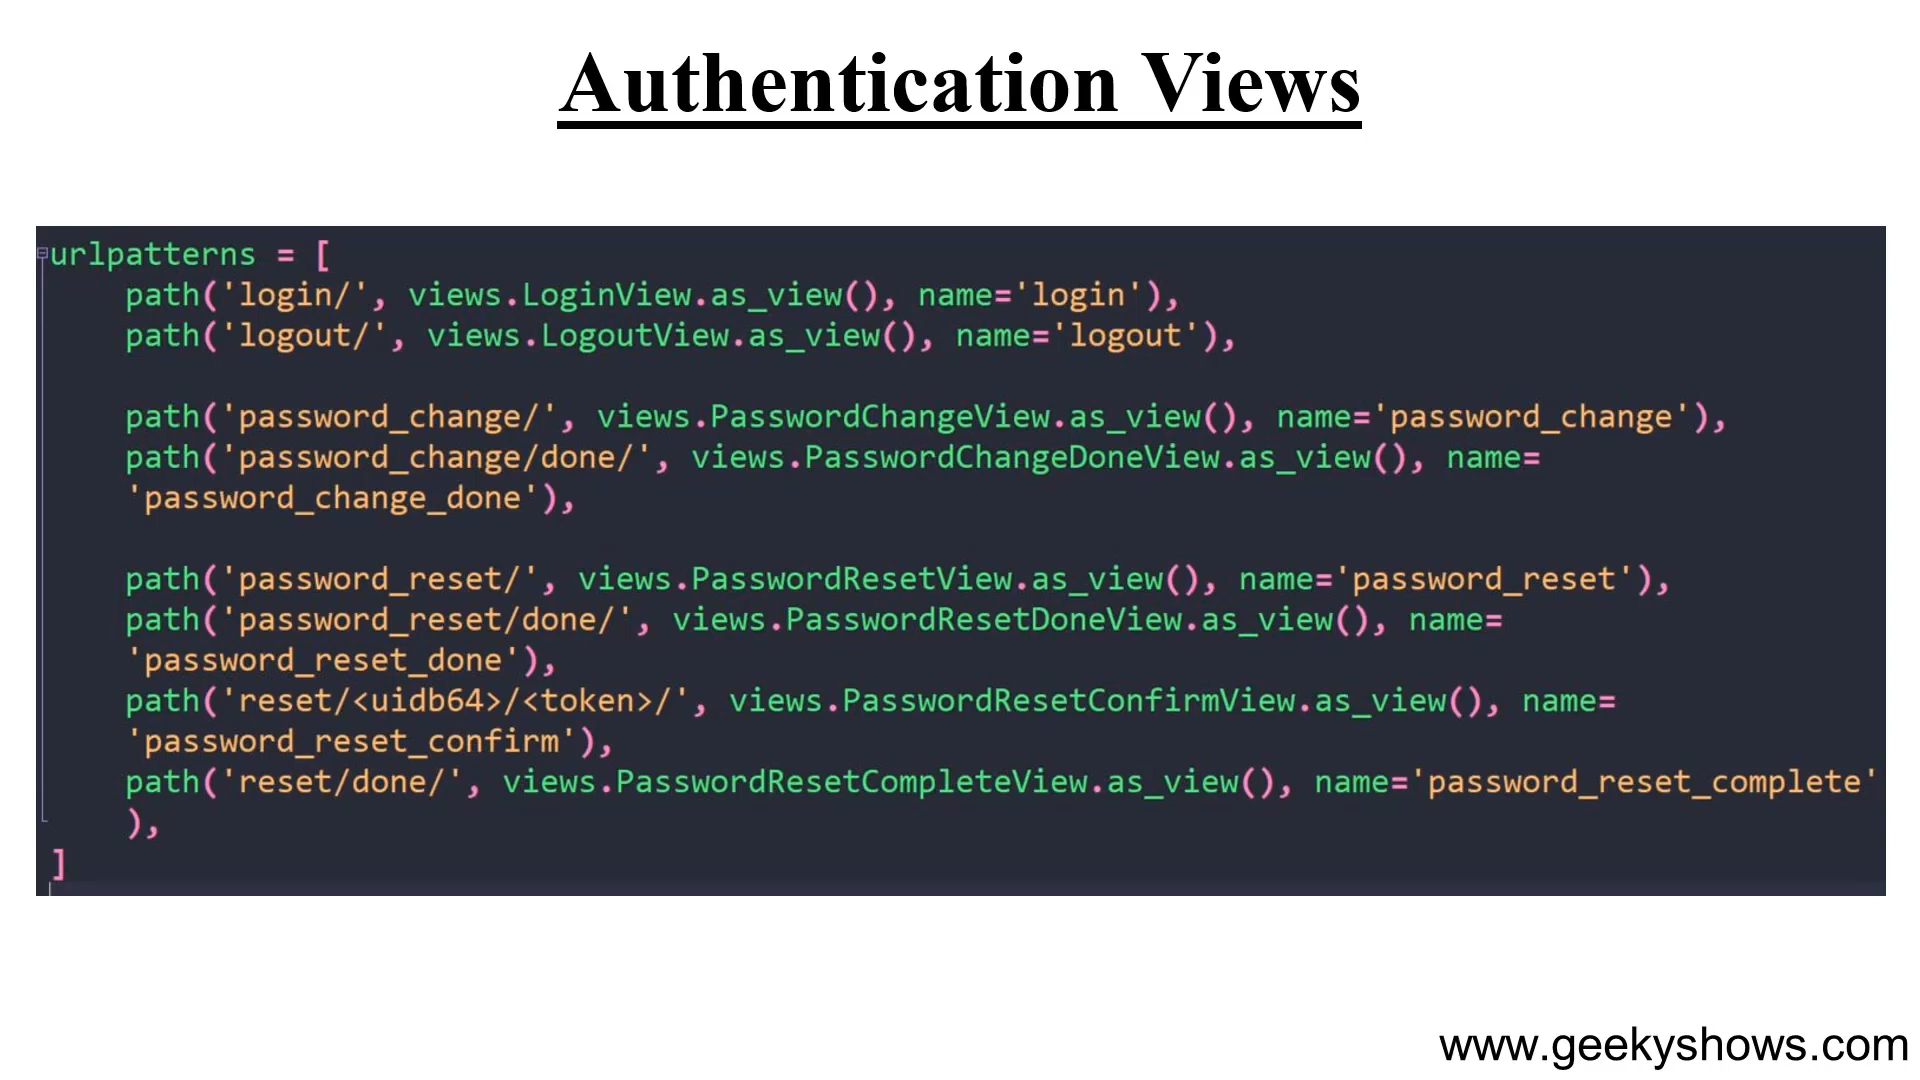 Authentication Views
urlpatterns = [
    path('login/', views.LoginView.as_view(), name='login'),
    path('logout/', views.LogoutView.as_view(), name='logout'),
    path('password_change/', views.PasswordChangeView.as_view(), name='password_change'),
    path('password_change/done/', views.PasswordChangeDoneView.as_view(), name=
    'password_change_done'),
    path('password_reset/', views.PasswordResetView.as_view(), name='password_reset'),
    path('password_reset/done/', views.PasswordResetDoneView.as_view(), name=
    'password_reset_done'),
    path('reset/<uidb64>/<token>/', views.PasswordResetConfirmView.as_view(), name=
    'password_reset_confirm'),
    path('reset/done/', views.PasswordResetCompleteView.as_view(), name='password_reset_complete'
    ),
]
www.geekyshows.com